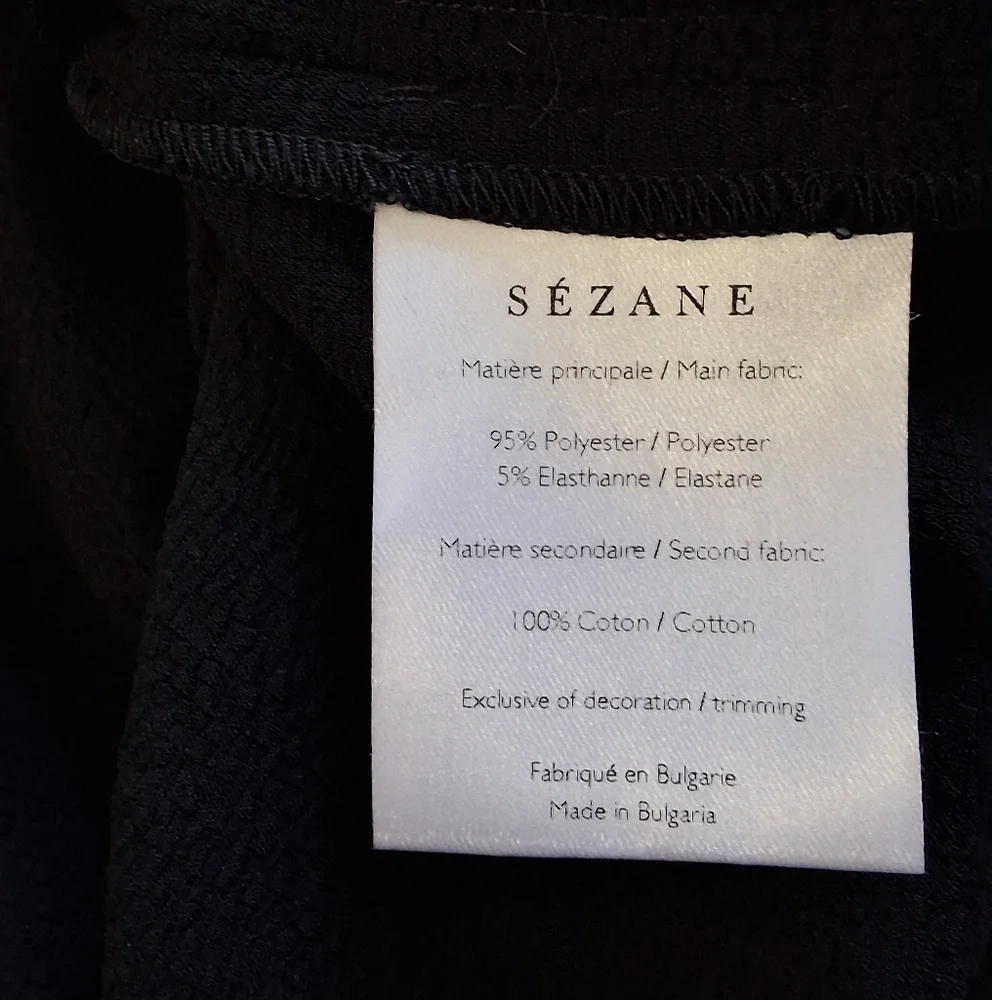 SÉZANE
Matière principale / Main fabric:
95% Polyester / Polyester
5% Elasthanne / Elastane
Matière secondaire / Second fabric:
100% Coton / Cotton
Exclusive of decoration / trimming
Fabriqué en Bulgarie
Made in Bulgaria